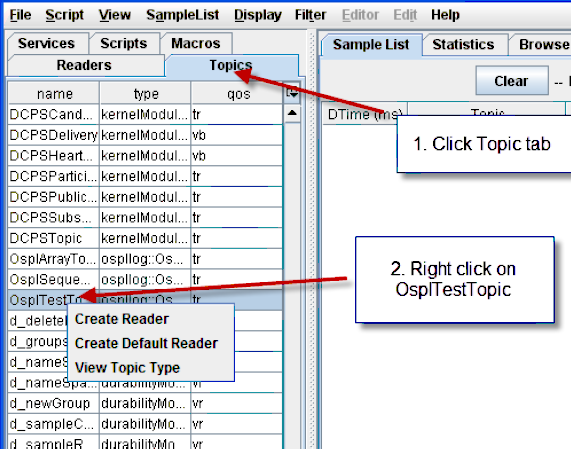 File Script View SampleList Display Filter Editor Edit Help
Services Scripts Macros
Readers Topics
Sample List Statistics Browse
Clear --
name type qos
DTime (ms) Topic
DCPSCand... kernelModul... tr
DCPSDelivery kernelModul... vb
DCPSHeart... kernelModul... vb
DCPSPartici... kernelModul... tr
DCPSPublic... kernelModul... tr
DCPSSubs... kernelModul... tr
DCPSTopic kernelModul... tr
OsplArrayTo... ospllog::Os... tr
OsplSeque... ospllog::Os... tr
OsplTestTo... ospllog::Os... tr
1. Click Topic tab
2. Right click on
OsplTestTopic
Create Reader
Create Default Reader
View Topic Type
d_delete
d_groups
d_nameS
d_nameSpa... durabilityMo... vr
d_newGroup durabilityMo... vr
d_sampleC... durabilityMo... vr
d_sampleR... durabilityMo... vr